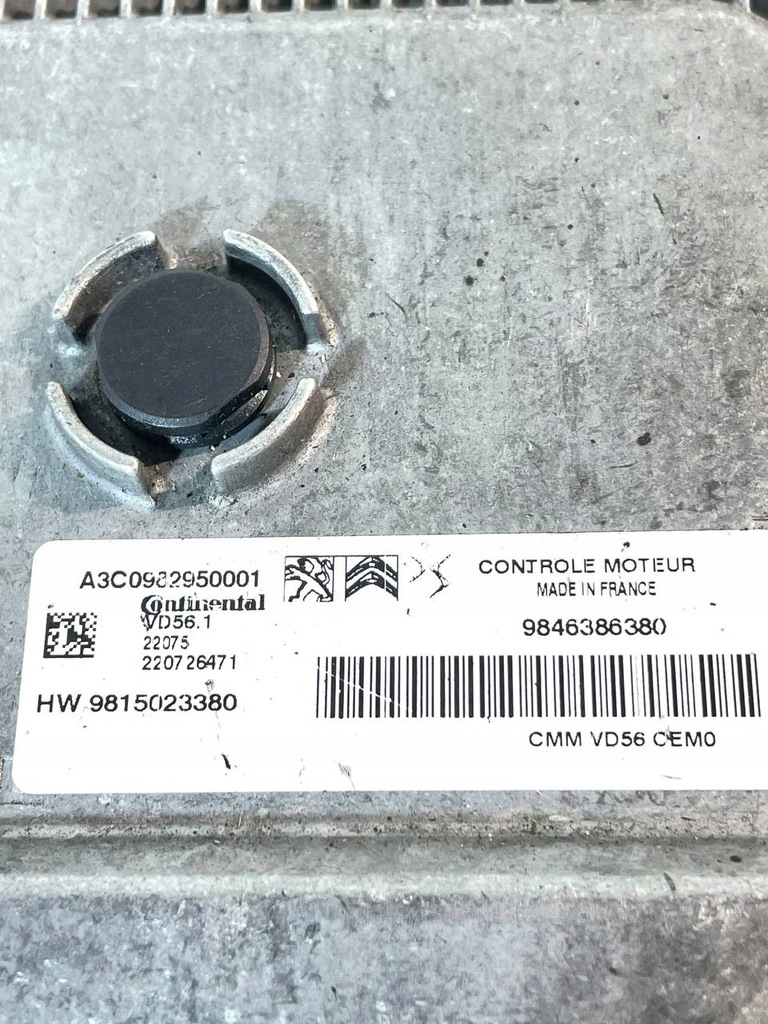 A3C0982950001
Continental
VD56.1
22075
220726471
HW 9815023380
CONTROLE MOTEUR
MADE IN FRANCE
9846386380
CMM VD56 CEM0